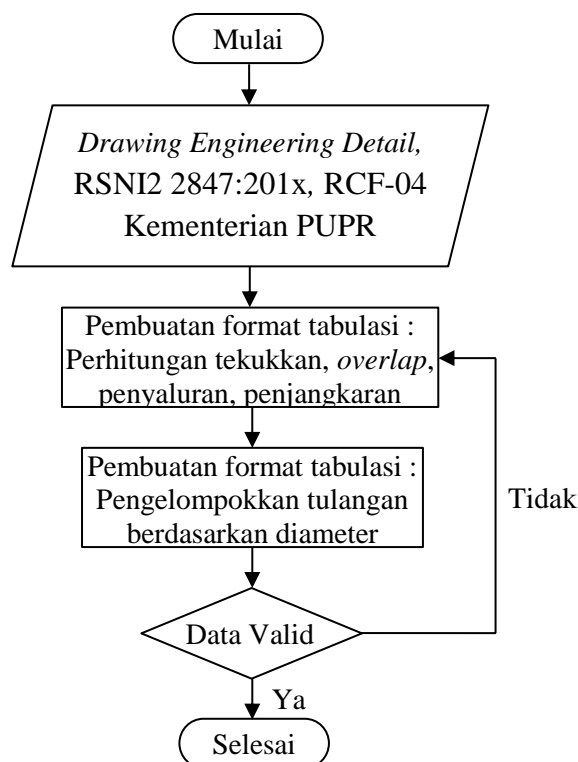 Mulai
Drawing Engineering Detail,
RSNI2 2847:201x, RCF-04
Kementerian PUPR
Pembuatan format tabulasi :
Perhitungan tekukkan, overlap,
penyaluran, penjangkaran
Pembuatan format tabulasi :
Pengelompokkan tulangan
berdasarkan diameter
Tidak
Data Valid
Ya
Selesai